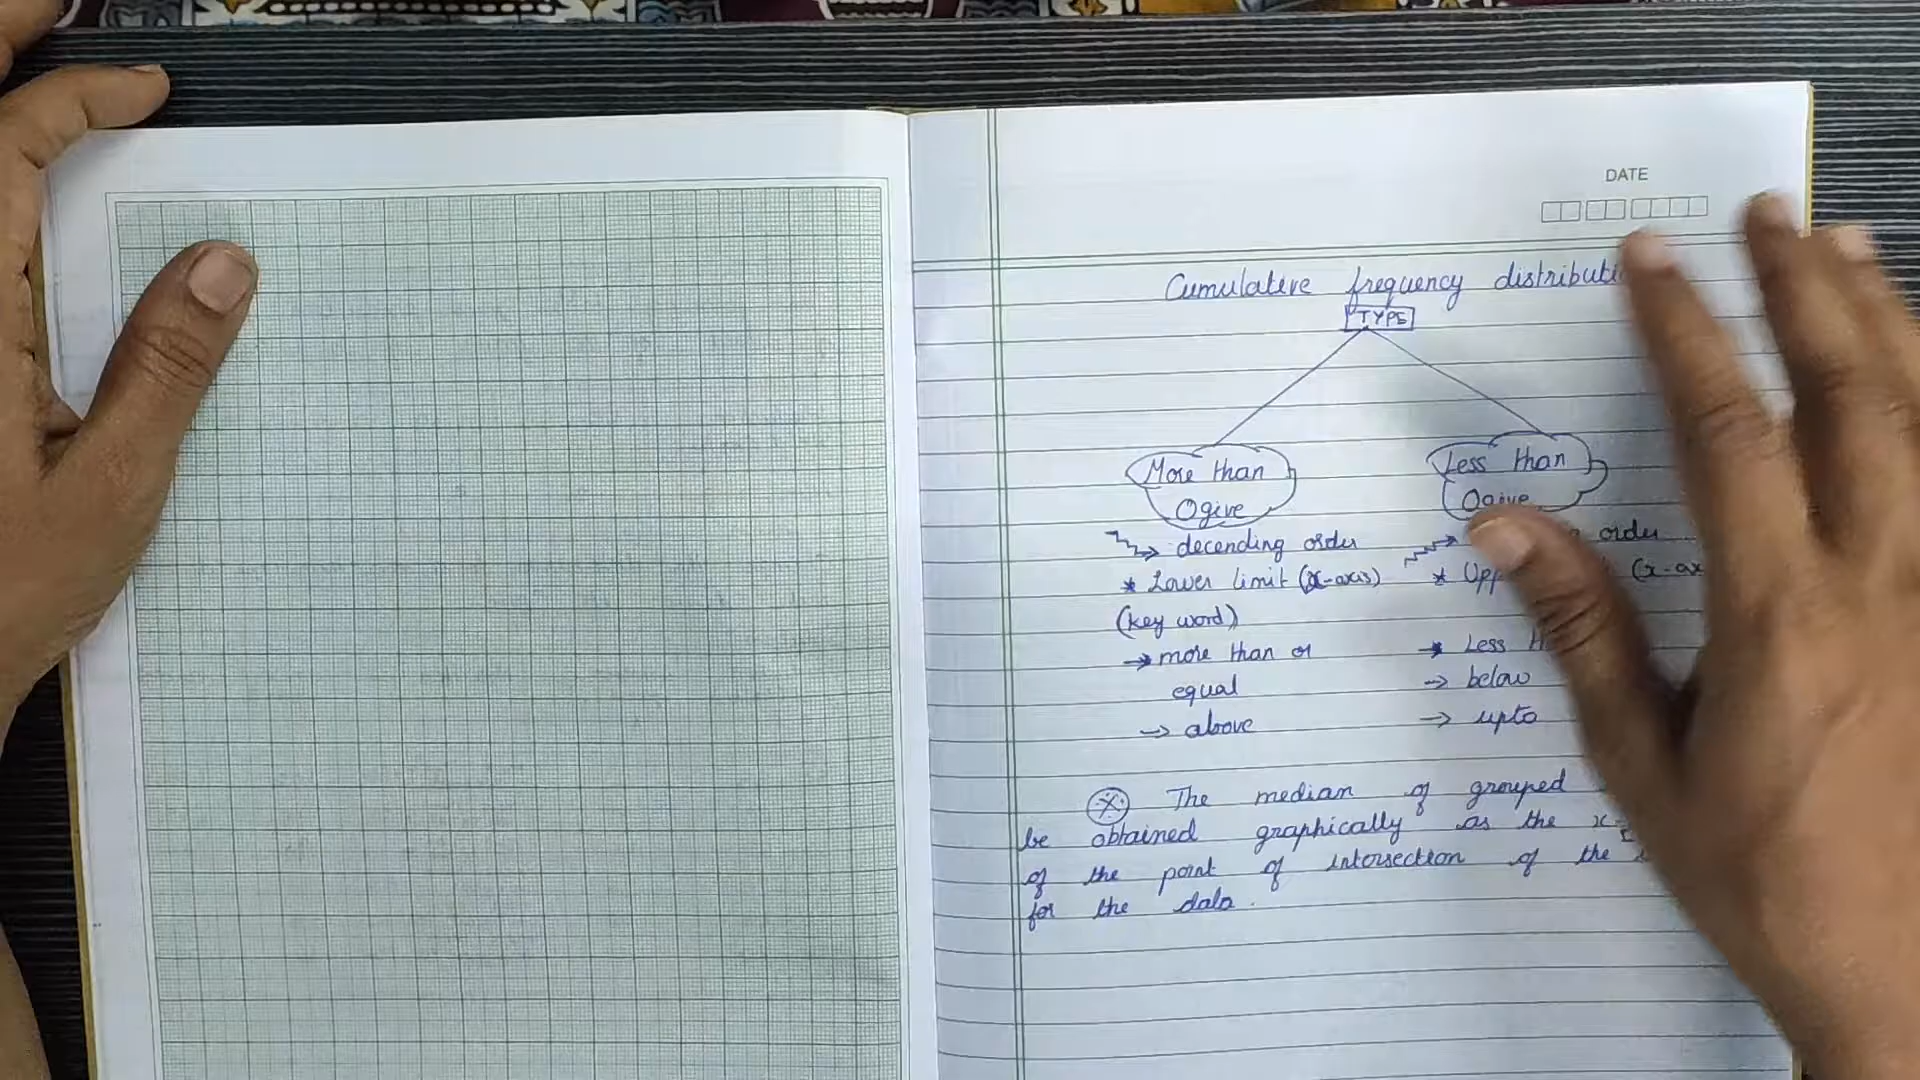 DATE
Cumulative frequency
TYPE
More than Less than
Ogive Ogive
decending order order
* Lower limit (x-axis) * (x-ax
(key word)
→ more than or * Less
equal → below
→ above → upto
The median of grouped
be obtained graphically as the x-
of the point of intersection of the
for the data.